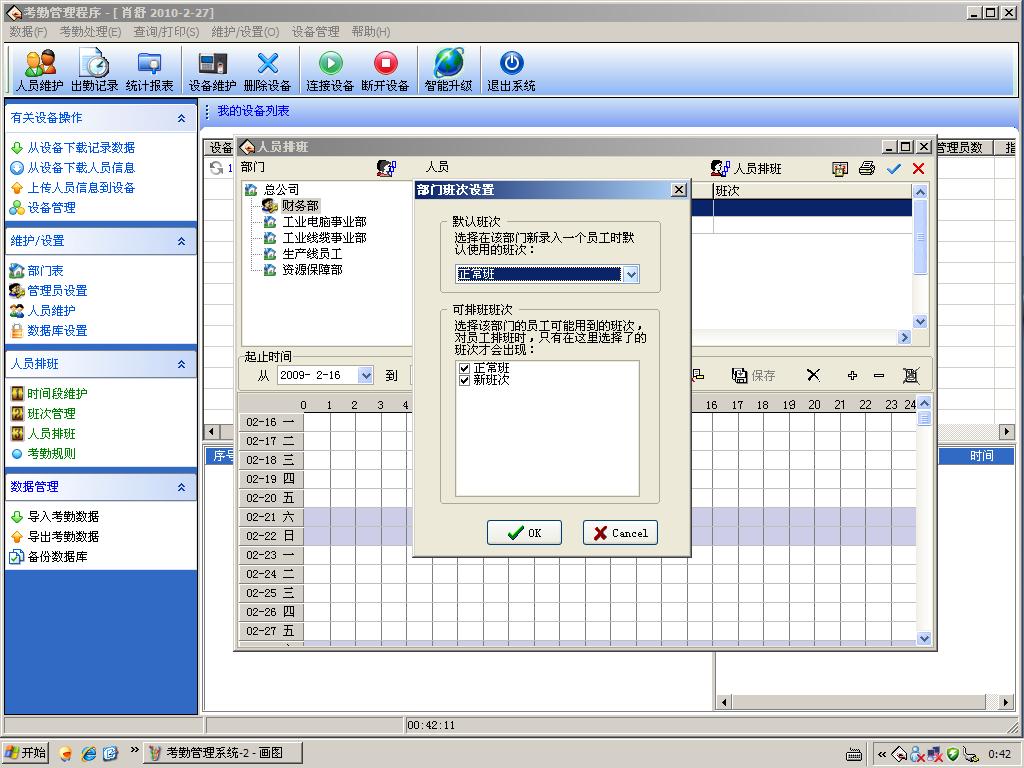 考勤管理程序 - [ 肖舒 2010-2-27]
数据(F) 考勤处理(E) 查询/打印(S) 维护/设置(O) 设备管理 帮助(H)
人员维护 出勤记录 统计报表 设备维护 删除设备 连接设备 断开设备 智能升级 退出系统
有关设备操作
从设备下载记录数据
从设备下载人员信息
上传人员信息到设备
设备管理
维护/设置
部门表
管理员设置
人员维护
数据库设置
人员排班
时间段维护
班次管理
人员排班
考勤规则
数据管理
导入考勤数据
导出考勤数据
备份数据库
我的设备列表
设备
管理员数 指
1
序号
时间
人员排班
部门
人员
人员排班
总公司
财务部
工业电脑事业部
工业线缆事业部
生产线员工
资源保障部
班次
起止时间
从 2009- 2-16 到
保存
0 1 2 3 4 16 17 18 19 20 21 22 23 24
02-16 一
02-17 二
02-18 三
02-19 四
02-20 五
02-21 六
02-22 日
02-23 一
02-24 二
02-25 三
02-26 四
02-27 五
部门班次设置
默认班次
选择在该部门新录入一个员工时默
认使用的班次：
正常班
可排班班次
选择该部门的员工可能用到的班次，
对员工排班时，只有在这里选择了的
班次才会出现：
正常班
新班次
OK Cancel
00:42:11
开始 考勤管理系统-2 - 画图 0:42